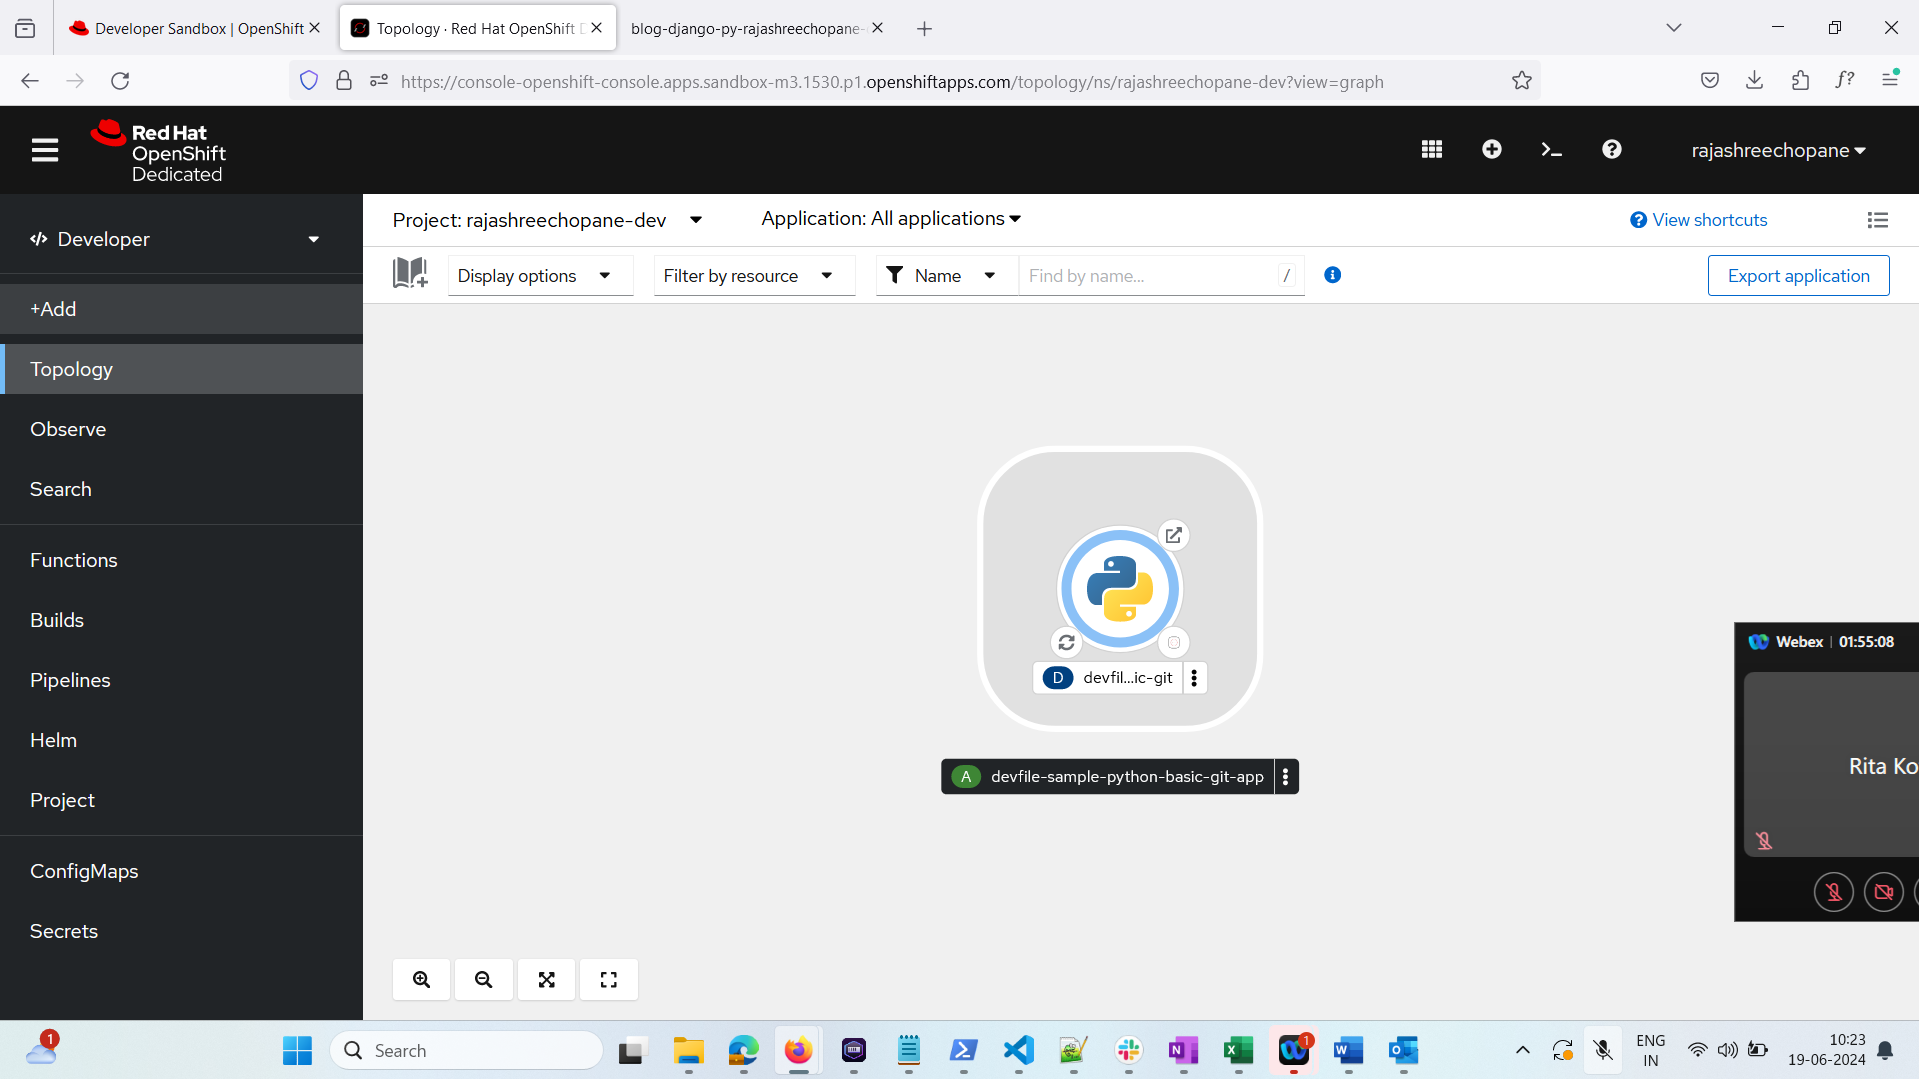 Developer Sandbox | OpenShift
Topology · Red Hat OpenShift D
blog-django-py-rajashreechopane-
https://console-openshift-console.apps.sandbox-m3.1530.p1.openshiftapps.com/topology/ns/rajashreechopane-dev?view=graph
Red Hat
OpenShift
Dedicated
rajashreechopane
Developer
Project: rajashreechopane-dev
Application: All applications
View shortcuts
Display options
Filter by resource
Name
Find by name...
/
Export application
+Add
Topology
Observe
Search
Functions
Builds
Pipelines
Helm
Project
ConfigMaps
Secrets
D devfil...ic-git
A devfile-sample-python-basic-git-app
Webex | 01:55:08
Rita Ko
1
Search
1
ENG
IN
10:23
19-06-2024